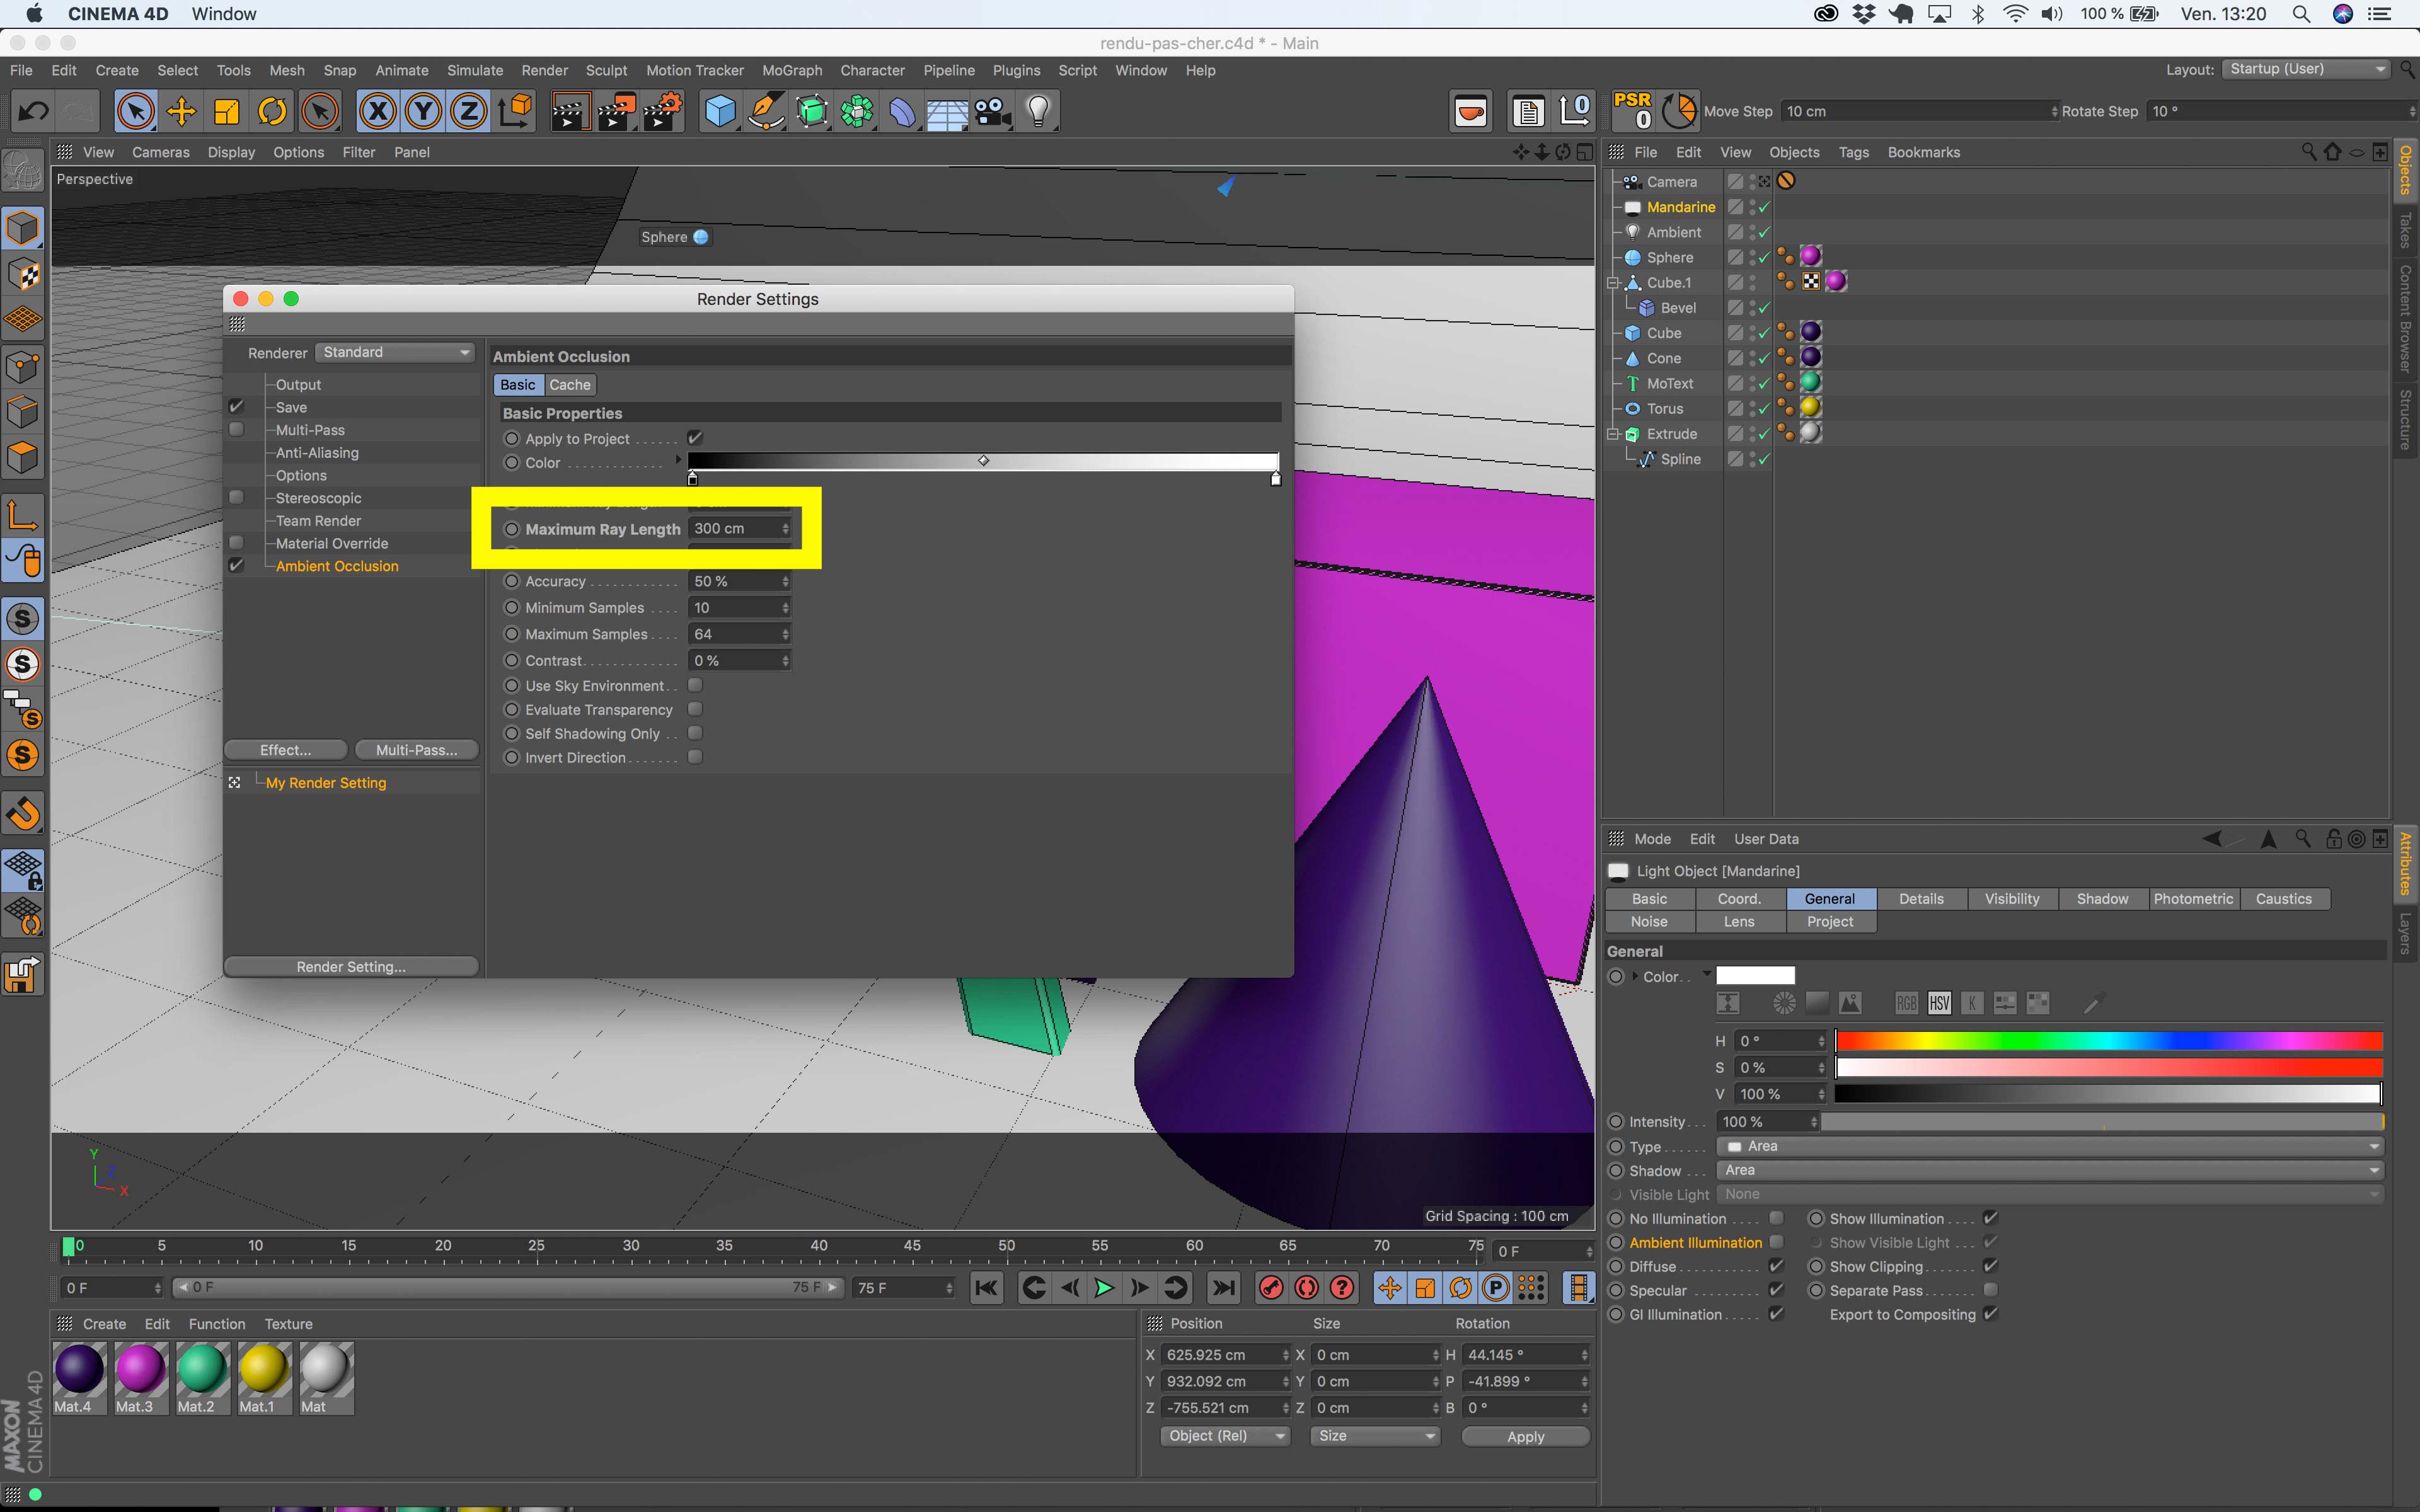 CINEMA 4D Window 100 % Ven. 13:20
rendu-pas-cher.c4d * - Main
File Edit Create Select Tools Mesh Snap Animate Simulate Render Sculpt Motion Tracker MoGraph Character Pipeline Plugins Script Window Help Layout: Startup (User)
X Y Z PSR 0 Move Step 10 cm Rotate Step 10 °
View Cameras Display Options Filter Panel
Perspective
Sphere
Render Settings
Renderer Standard
Output
Save
Multi-Pass
Anti-Aliasing
Options
Stereoscopic
Team Render
Material Override
Ambient Occlusion
Effect... Multi-Pass...
My Render Setting
Render Setting...
Ambient Occlusion
Basic Cache
Basic Properties
Apply to Project
Color
Maximum Ray Length 300 cm
Accuracy 50 %
Minimum Samples 10
Maximum Samples 64
Contrast 0 %
Use Sky Environment
Evaluate Transparency
Self Shadowing Only
Invert Direction
Y
Z
X
Grid Spacing : 100 cm
File Edit View Objects Tags Bookmarks
Camera
Mandarine
Ambient
Sphere
Cube.1
Bevel
Cube
Cone
MoText
Torus
Extrude
Spline
Objects
Takes
Content Browser
Structure
Mode Edit User Data
Light Object [Mandarine]
Basic Coord. General Details Visibility Shadow Photometric Caustics
Noise Lens Project
General
Color
RGB HSV K
H 0 °
S 0 %
V 100 %
Intensity 100 %
Type Area
Shadow Area
Visible Light None
No Illumination Show Illumination
Ambient Illumination Show Visible Light
Diffuse Show Clipping
Specular Separate Pass
GI Illumination Export to Compositing
Attributes
Layers
0 5 10 15 20 25 30 35 40 45 50 55 60 65 70 75 0 F
0 F 0 F 75 F 75 F P
Create Edit Function Texture
Mat.4 Mat.3 Mat.2 Mat.1 Mat
Position Size Rotation
X 625.925 cm X 0 cm H 44.145 °
Y 932.092 cm Y 0 cm P -41.899 °
Z -755.521 cm Z 0 cm B 0 °
Object (Rel) Size Apply
MAXON
CINEMA4D